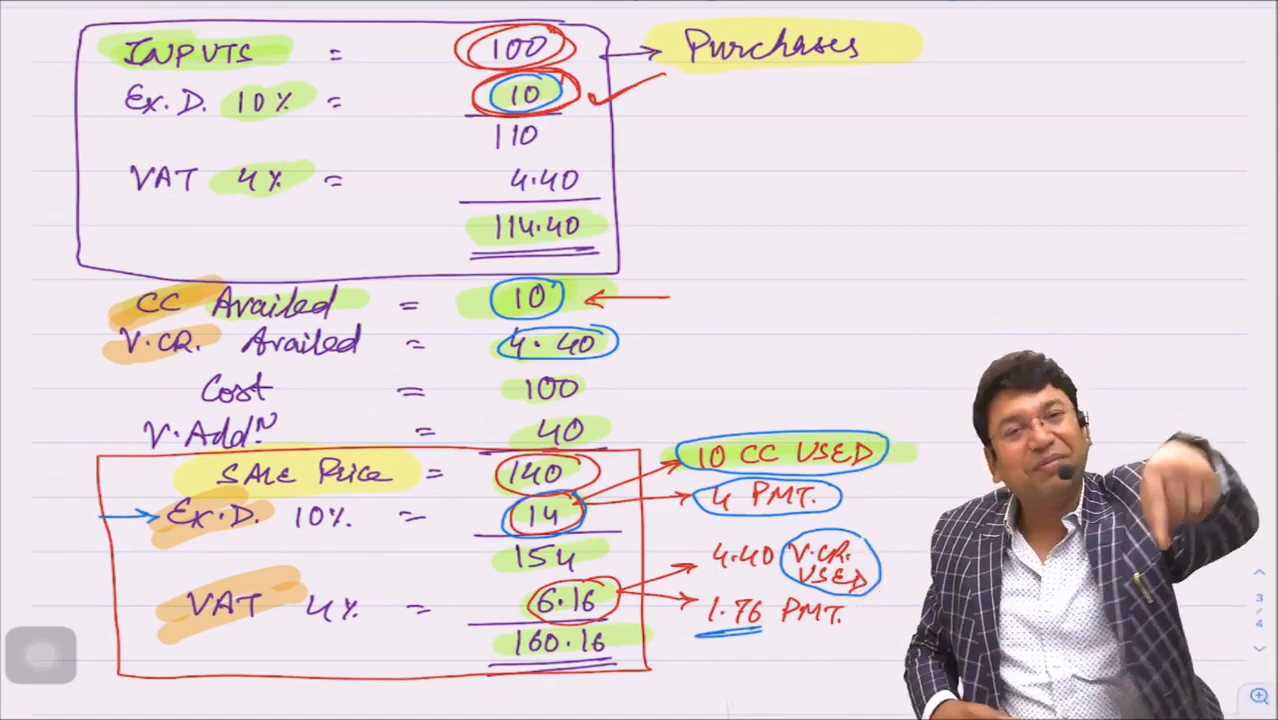 INPUTS = 100 → Purchases
Ex. D. 10% = 10 ✓
110
VAT 4% = 4.40
114.40
CC Availed = 10 ←
V.CR. Availed = 4.40
Cost = 100
V.Addⁿ. = 40
SALE Price = 140
10 CC USED
→ Ex.D. 10% = 14
4 PMT.
154
4.40 V.CR. USED
VAT 4% = 6.16
1.76 PMT.
160.16
3
4